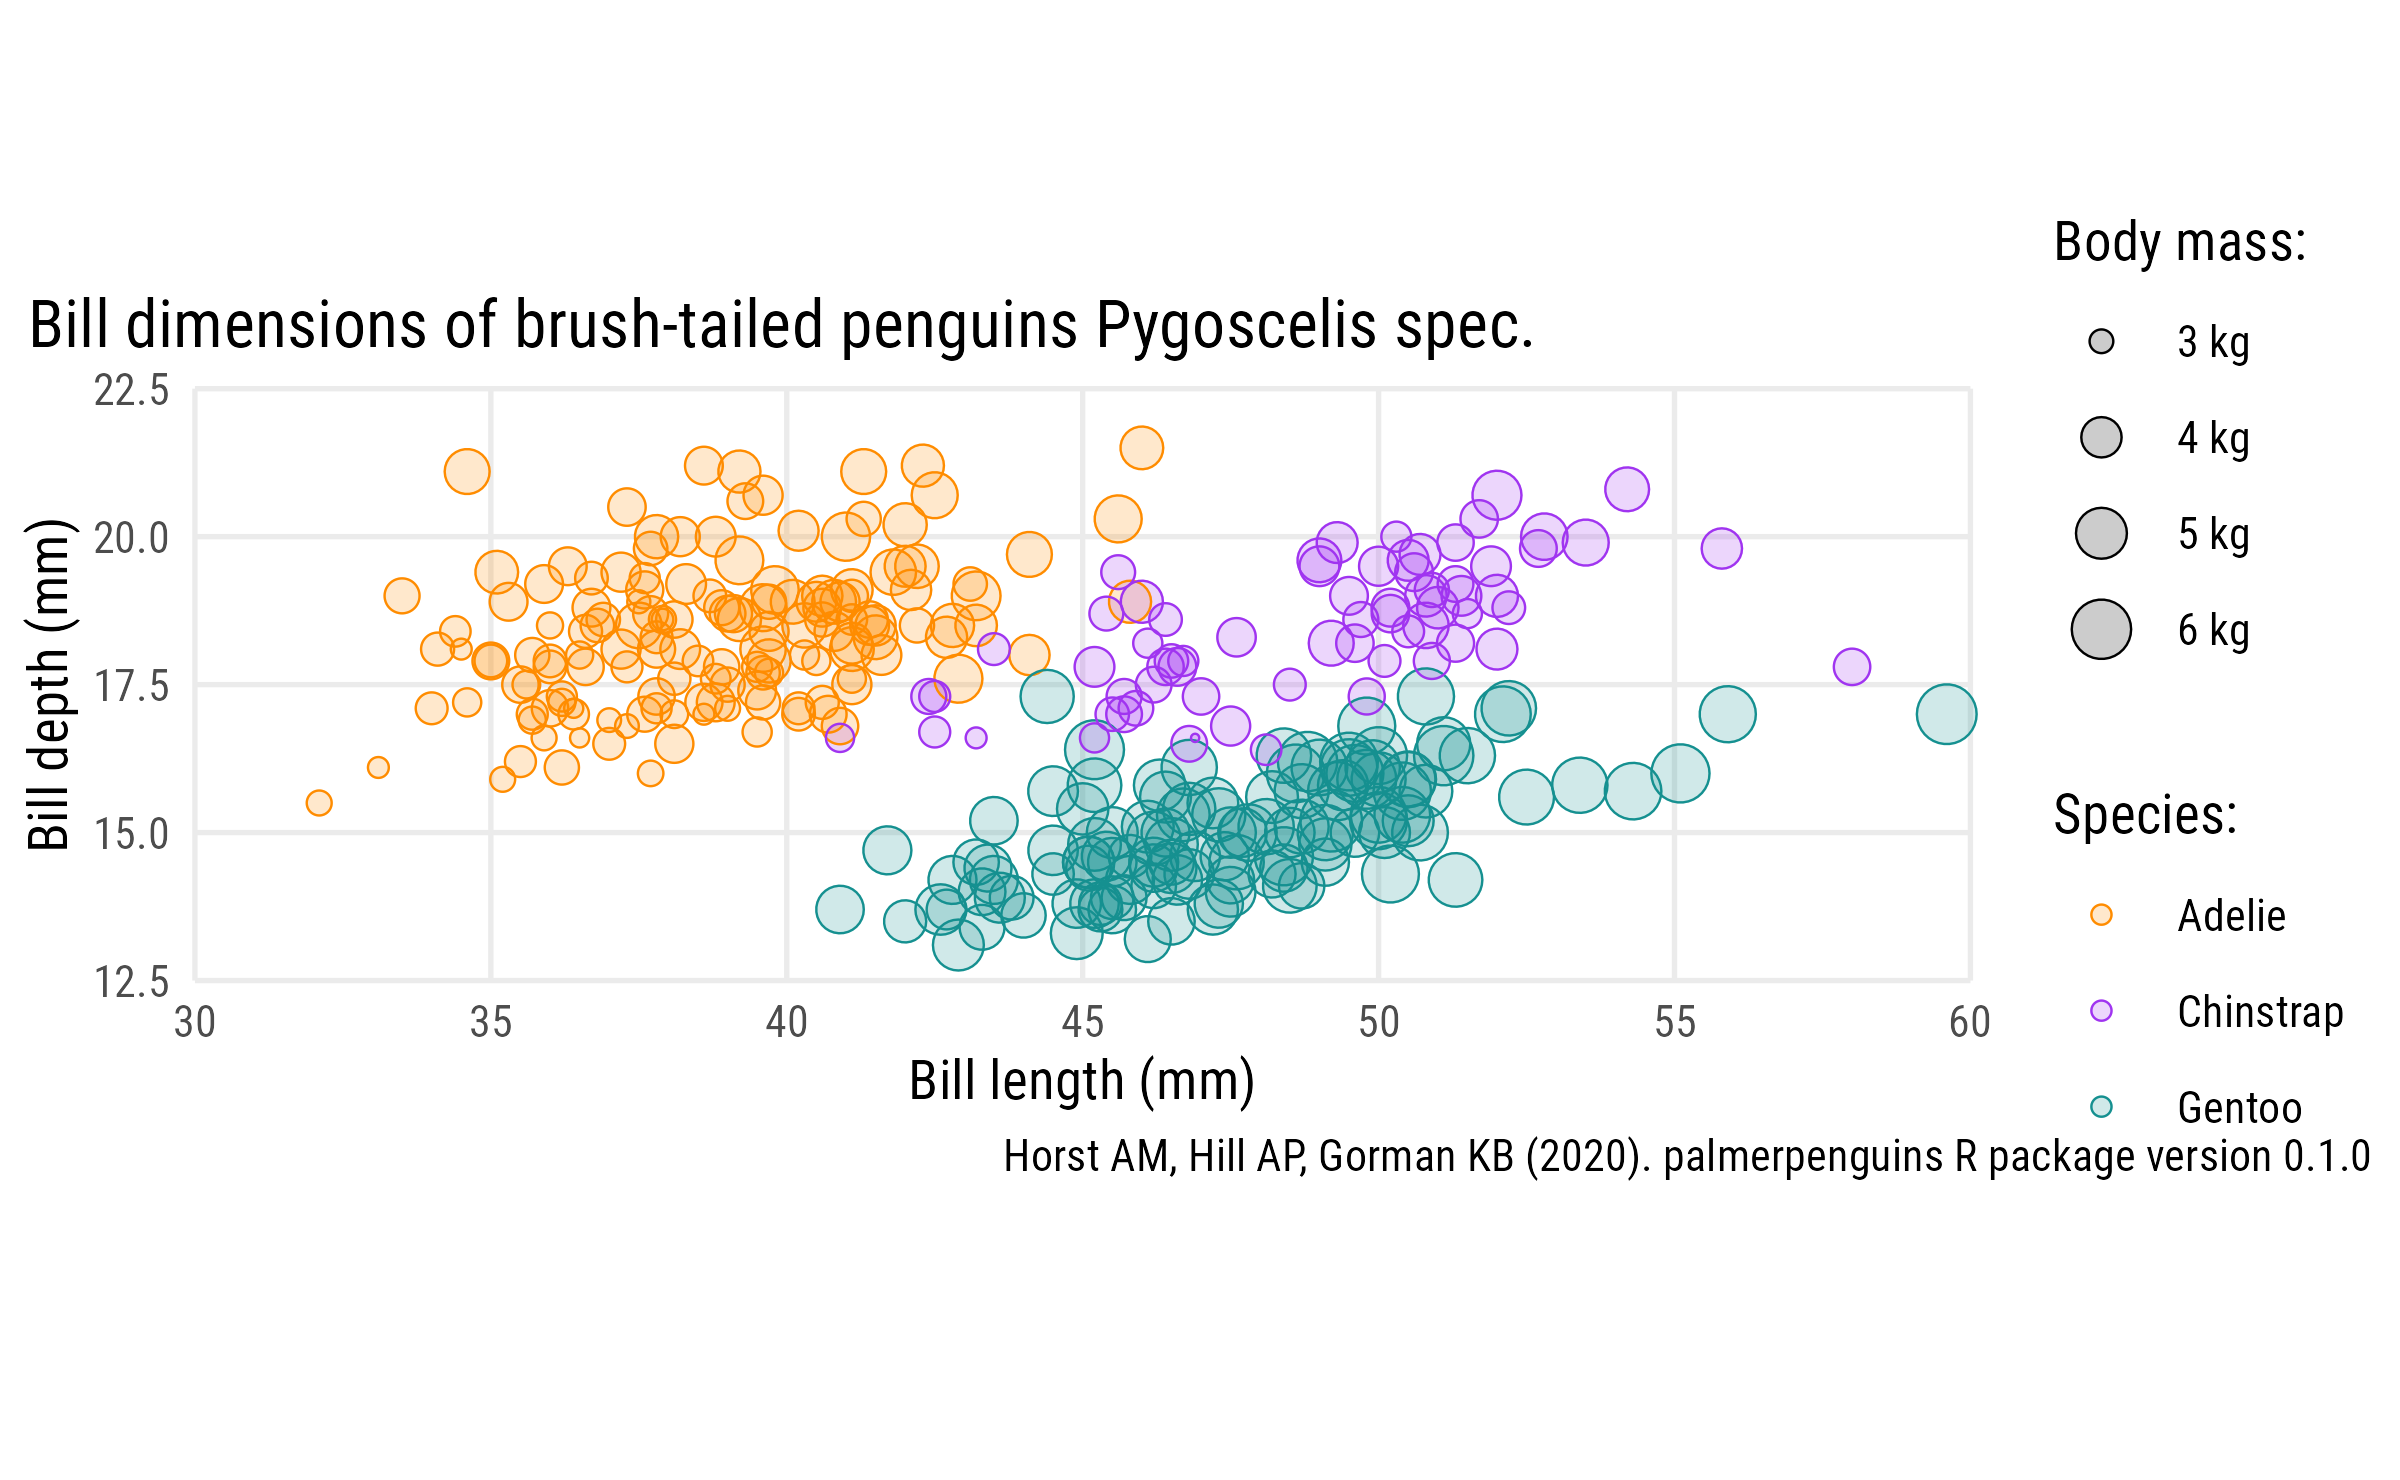 Bill dimensions of brush-tailed penguins Pygoscelis spec.
Bill depth (mm)
22.5
20.0
17.5
15.0
12.5
30 35 40 45 50 55 60
Bill length (mm)
Body mass:
3 kg
4 kg
5 kg
6 kg
Species:
Adelie
Chinstrap
Gentoo
Horst AM, Hill AP, Gorman KB (2020). palmerpenguins R package version 0.1.0